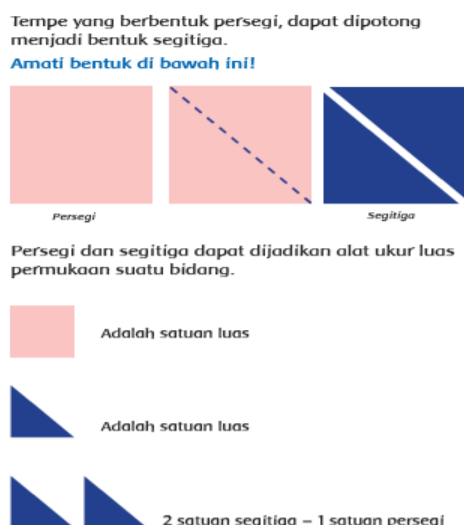 Tempe yang berbentuk persegi, dapat dipotong
menjadi bentuk segitiga.
Amati bentuk di bawah ini!
Persegi
Segitiga
Persegi dan segitiga dapat dijadikan alat ukur luas
permukaan suatu bidang.
Adalah satuan luas
Adalah satuan luas
2 satuan segitiga = 1 satuan persegi